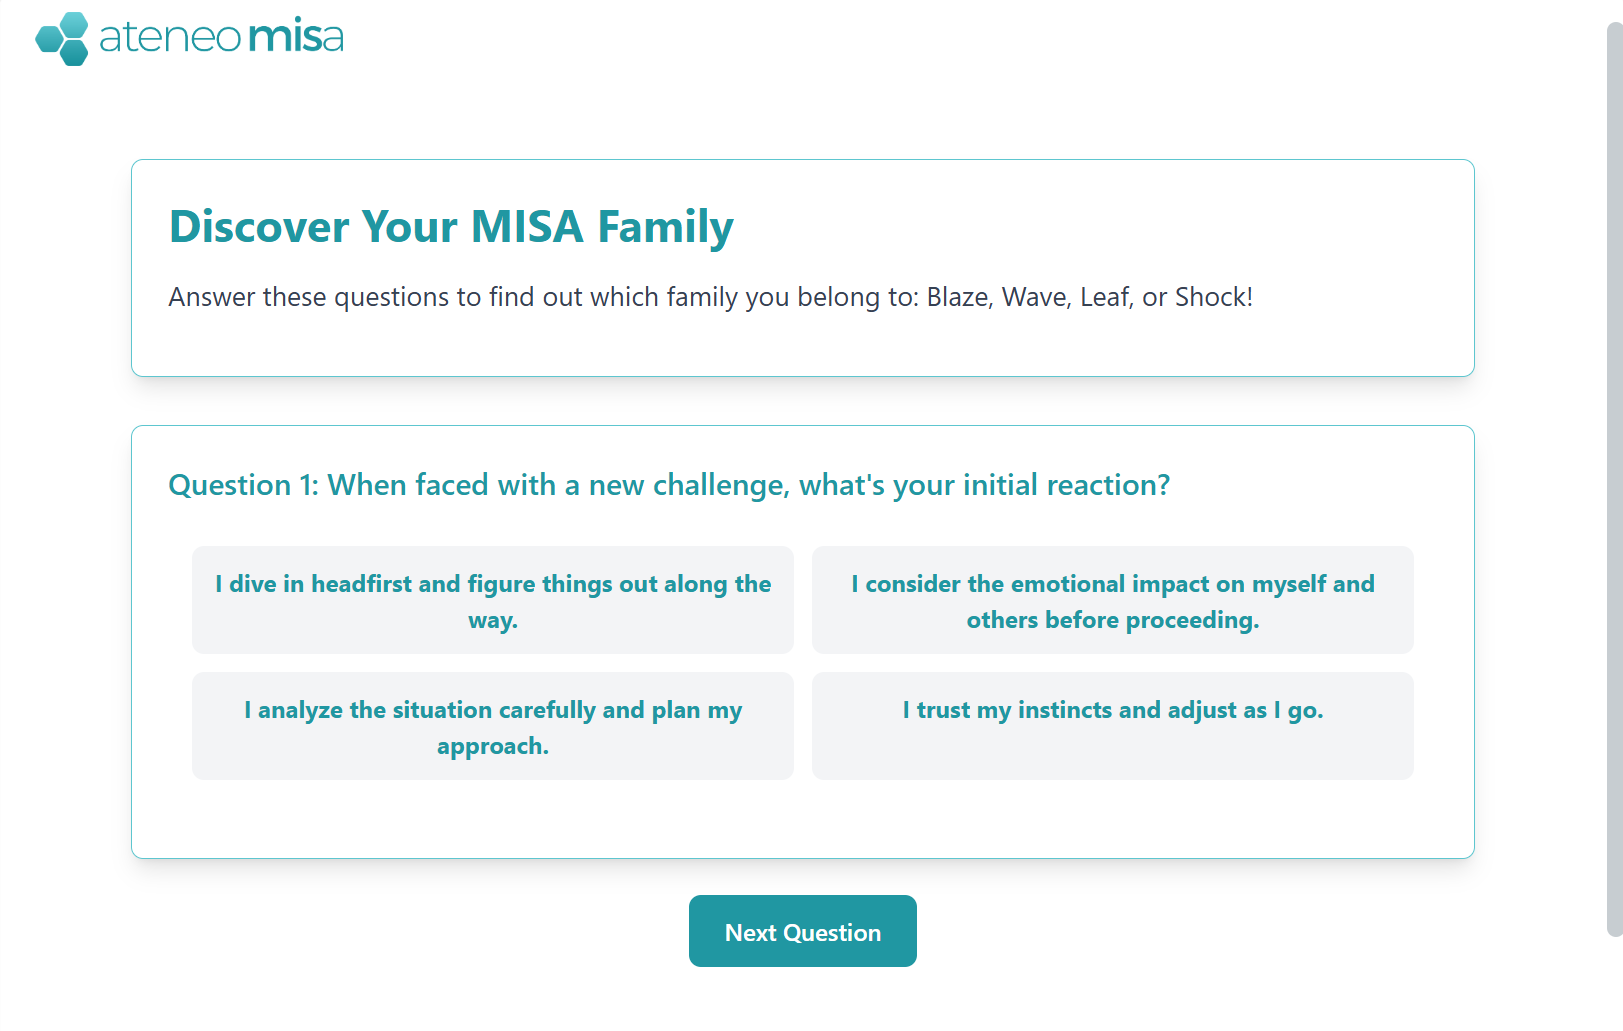 ateneo misa
Discover Your MISA Family
Answer these questions to find out which family you belong to: Blaze, Wave, Leaf, or Shock!
Question 1: When faced with a new challenge, what's your initial reaction?
I dive in headfirst and figure things out along the
way.
I consider the emotional impact on myself and
others before proceeding.
I analyze the situation carefully and plan my
approach.
I trust my instincts and adjust as I go.
Next Question